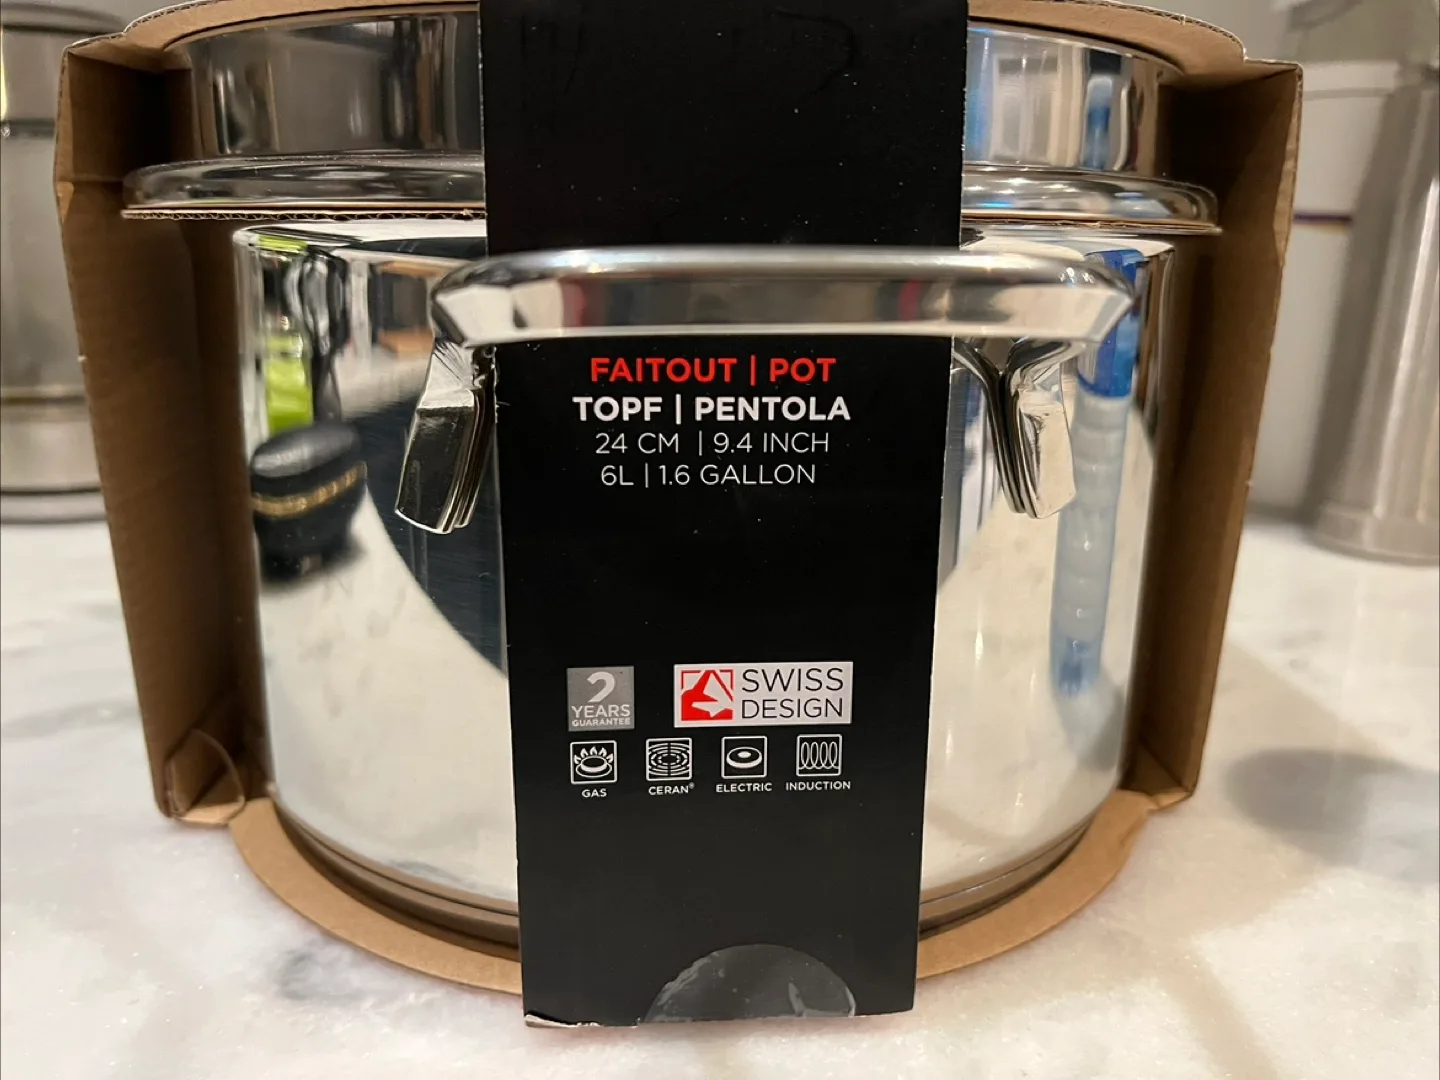 FAITOUT | POT
TOPF | PENTOLA
24 CM | 9.4 INCH
6L | 1.6 GALLON
2
YEARS
GUARANTEE
SWISS
DESIGN
GAS
CERAN®
ELECTRIC
INDUCTION